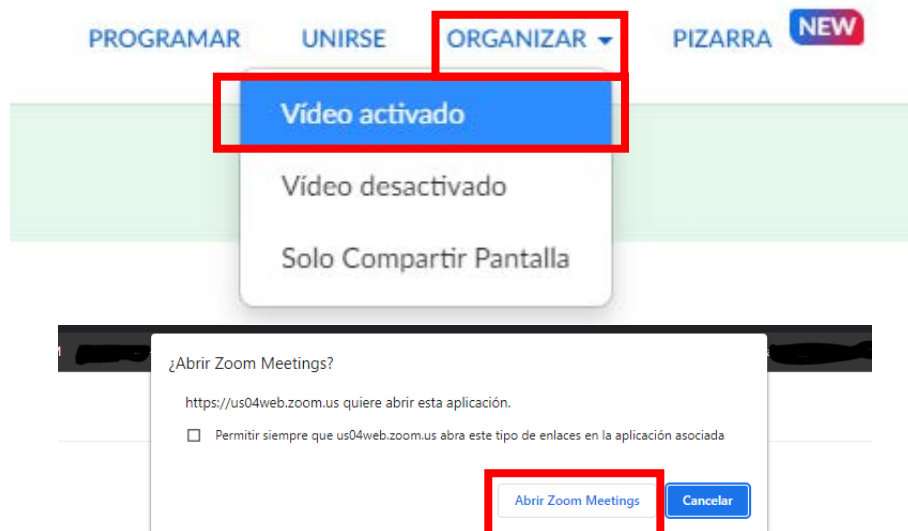 PROGRAMAR UNIRSE ORGANIZAR PIZARRA NEW
Vídeo activado
Vídeo desactivado
Solo Compartir Pantalla
¿Abrir Zoom Meetings?
https://us04web.zoom.us quiere abrir esta aplicación.
Permitir siempre que us04web.zoom.us abra este tipo de enlaces en la aplicación asociada
Abrir Zoom Meetings Cancelar